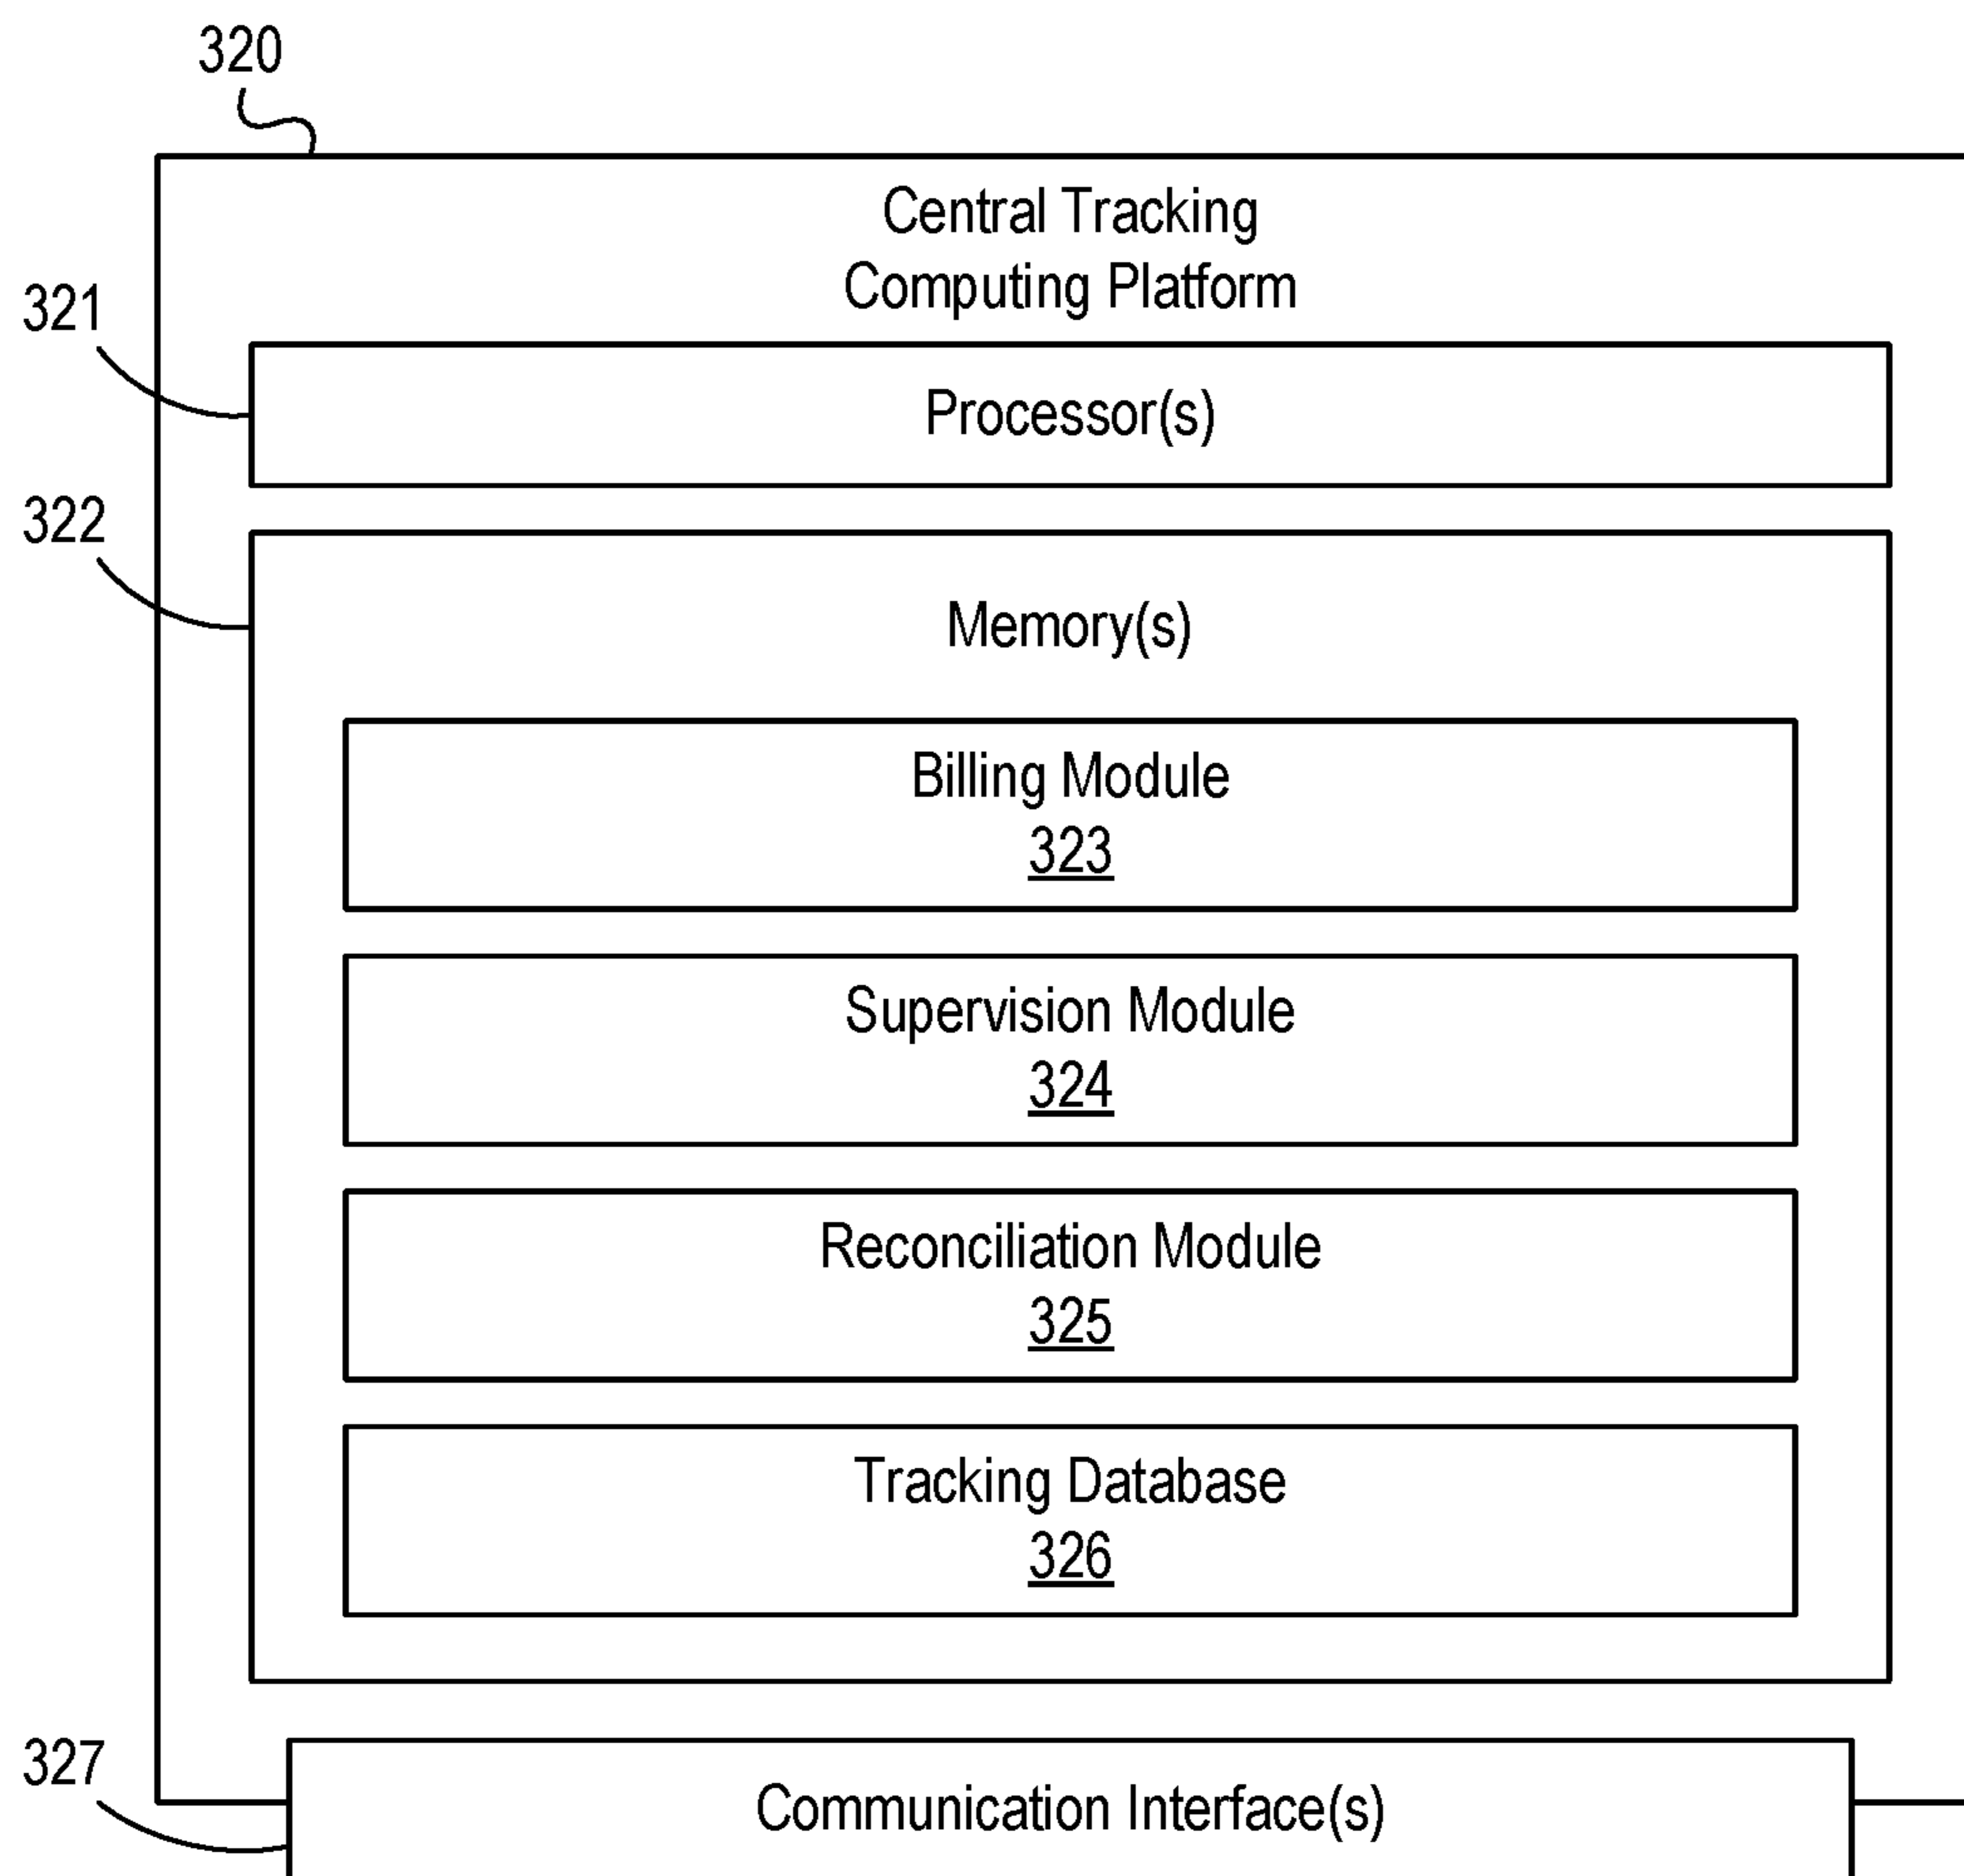 320
Central Tracking
Computing Platform
321
Processor(s)
322
Memory(s)
Billing Module
323
Supervision Module
324
Reconciliation Module
325
Tracking Database
326
327
Communication Interface(s)